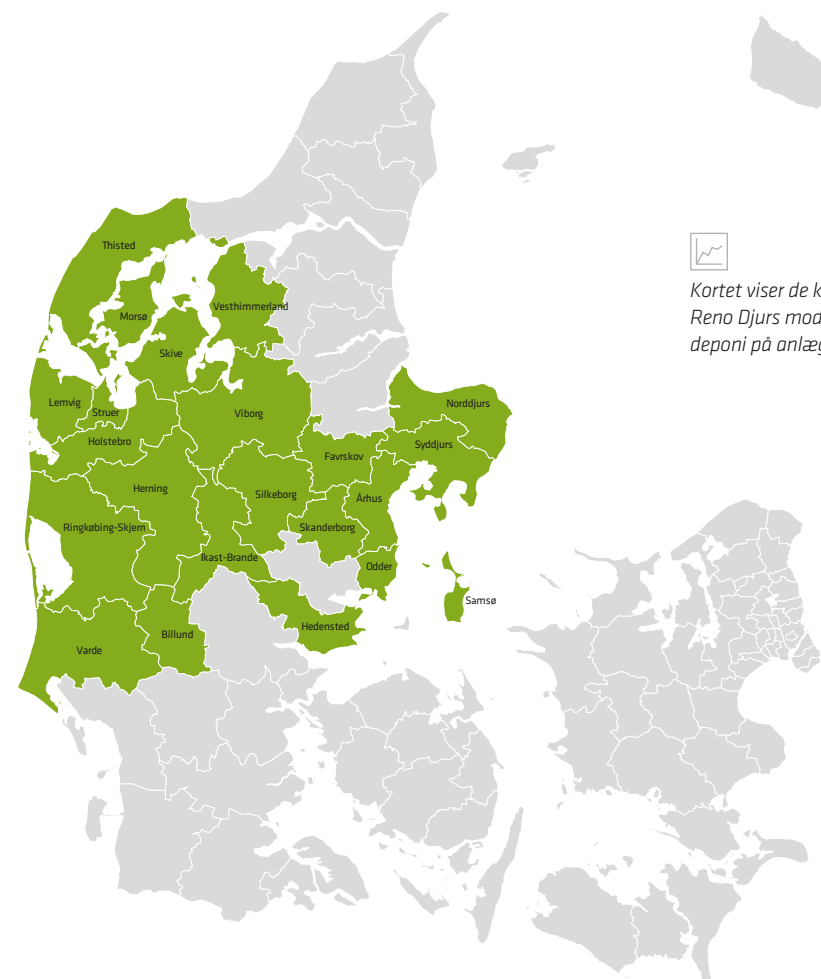 Thisted
Vesthimmerland
Morsø
Skive
Lemvig
Struer
Viborg
Norddjurs
Holstebro
Syddjurs
Favrskov
Herning
Silkeborg
Århus
Ringkøbing-Skjern
Skanderborg
Ikast-Brande
Odder
Samsø
Hedensted
Billund
Varde
Kortet viser de k
Reno Djurs mod
deponi på anlæg